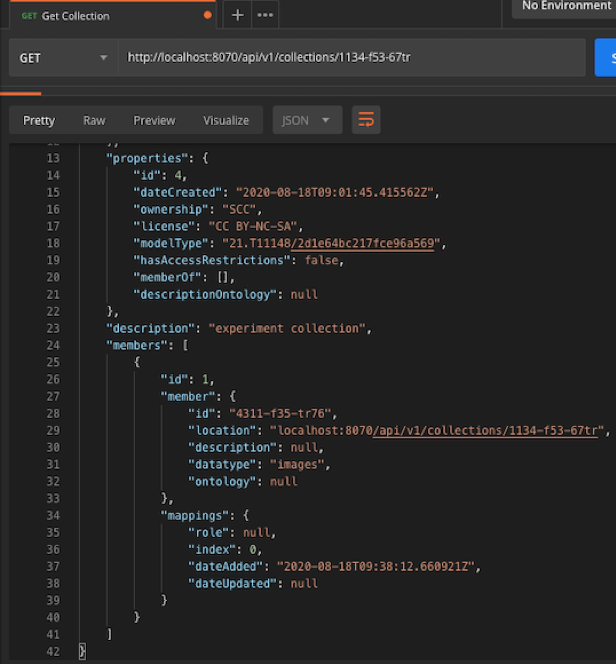 GET Get Collection + ••• No Environment
GET http://localhost:8070/api/v1/collections/1134-f53-67tr
Pretty Raw Preview Visualize JSON
13 "properties": {
14 "id": 4,
15 "dateCreated": "2020-08-18T09:01:45.415562Z",
16 "ownership": "SCC",
17 "license": "CC BY-NC-SA",
18 "modelType": "21.T11148/2d1e64bc217fce96a569",
19 "hasAccessRestrictions": false,
20 "memberOf": [],
21 "descriptionOntology": null
22 },
23 "description": "experiment collection",
24 "members": [
25 {
26 "id": 1,
27 "member": {
28 "id": "4311-f35-tr76",
29 "location": "localhost:8070/api/v1/collections/1134-f53-67tr",
30 "description": null,
31 "datatype": "images",
32 "ontology": null
33 },
34 "mappings": {
35 "role": null,
36 "index": 0,
37 "dateAdded": "2020-08-18T09:38:12.660921Z",
38 "dateUpdated": null
39 }
40 }
41 ]
42 }